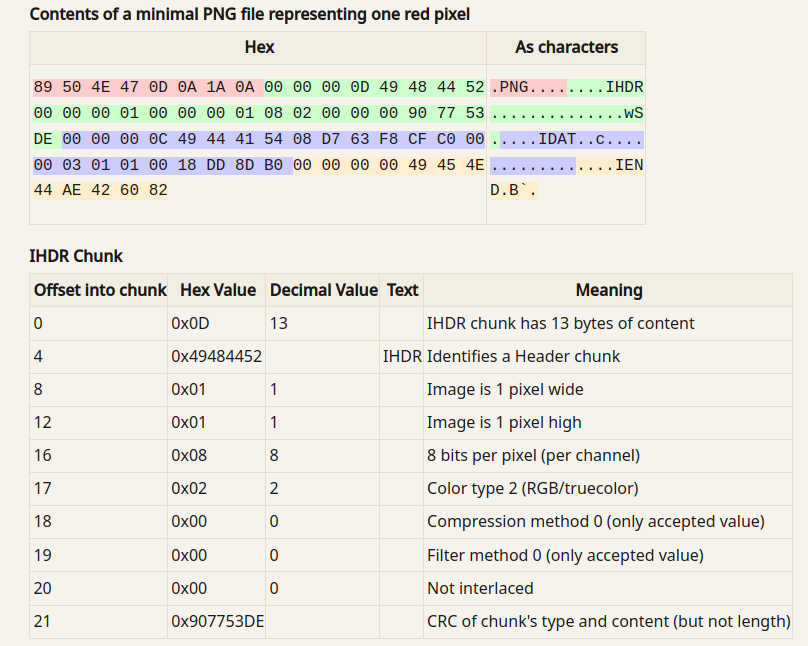 Contents of a minimal PNG file representing one red pixel
Hex As characters
89 50 4E 47 0D 0A 1A 0A 00 00 00 0D 49 48 44 52 .PNG........IHDR
00 00 00 01 00 00 00 01 08 02 00 00 00 90 77 53 ..............wS
DE 00 00 00 0C 49 44 41 54 08 D7 63 F8 CF C0 00 .....IDAT..c....
00 03 01 01 00 18 DD 8D B0 00 00 00 00 49 45 4E .............IEN
44 AE 42 60 82 D.B`.
IHDR Chunk
Offset into chunk Hex Value Decimal Value Text Meaning
0 0x0D 13 IHDR chunk has 13 bytes of content
4 0x49484452 IHDR Identifies a Header chunk
8 0x01 1 Image is 1 pixel wide
12 0x01 1 Image is 1 pixel high
16 0x08 8 8 bits per pixel (per channel)
17 0x02 2 Color type 2 (RGB/truecolor)
18 0x00 0 Compression method 0 (only accepted value)
19 0x00 0 Filter method 0 (only accepted value)
20 0x00 0 Not interlaced
21 0x907753DE CRC of chunk's type and content (but not length)